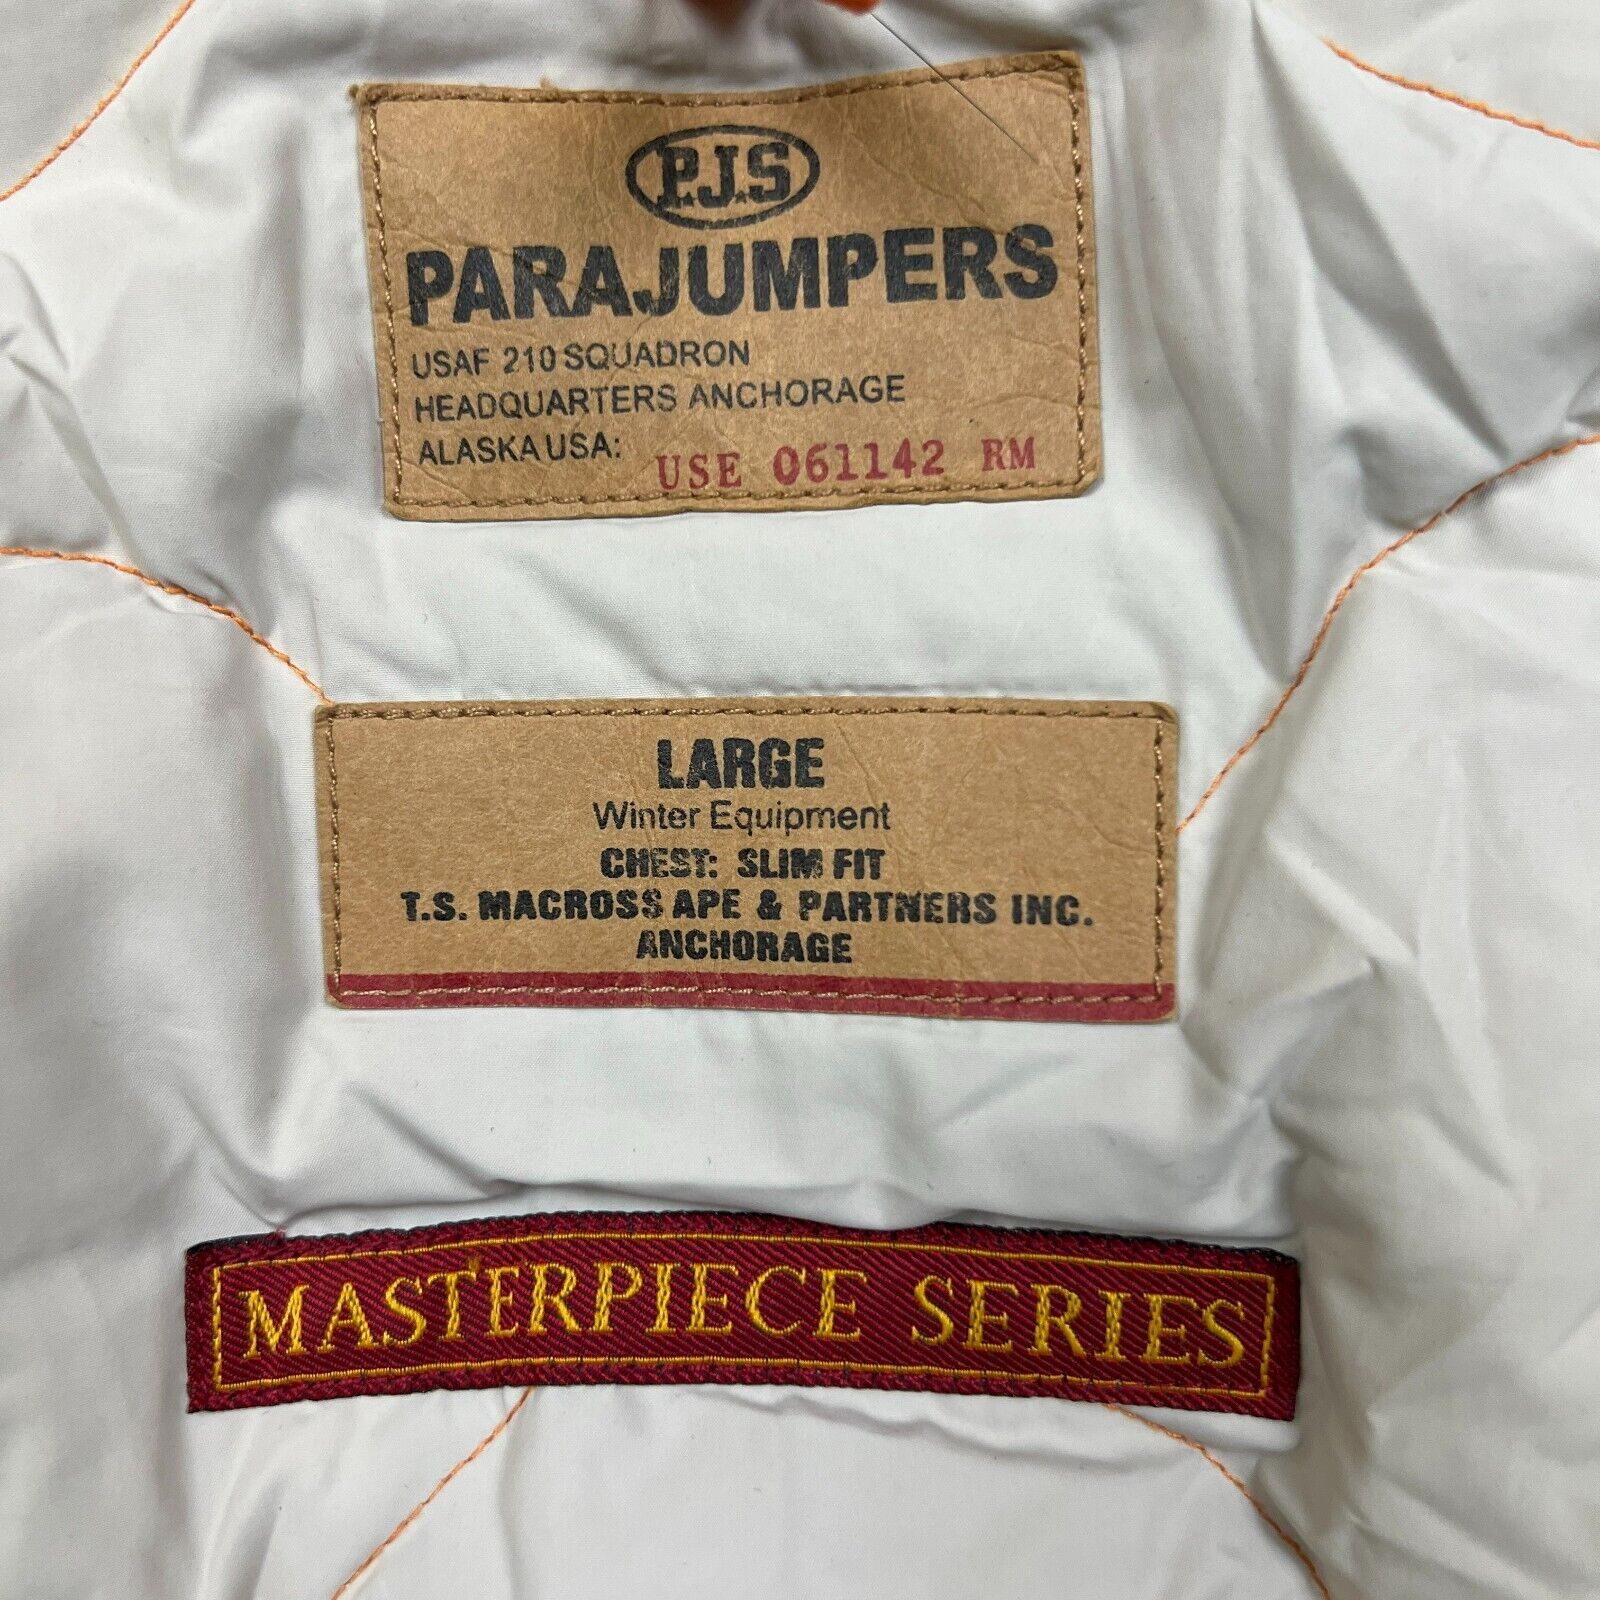 P.J.S
PARAJUMPERS
USAF 210 SQUADRON
HEADQUARTERS ANCHORAGE
ALASKA USA: USE 061142 RM
LARGE
Winter Equipment
CHEST: SLIM FIT
T.S. MACROSS APE & PARTNERS INC.
ANCHORAGE
MASTERPIECE SERIES